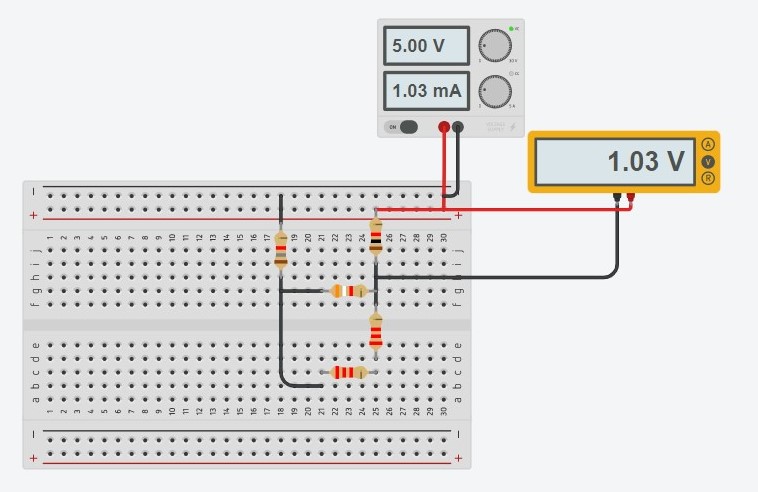 5.00 V
1.03 mA
ON
1.03 V
A
V
R
− 
+ +
1 2 3 4 5 6 7 8 9 10 11 12 13 14 15 16 17 18 19 20 21 22 23 24 25 26 27 28 29 30
j j
i i
h h
g g
f f
e e
d d
c c
b b
a a
1 2 3 4 5 6 7 8 9 10 11 12 13 14 15 16 17 18 19 20 21 22 23 24 25 26 27 28 29 30
− −
+ +